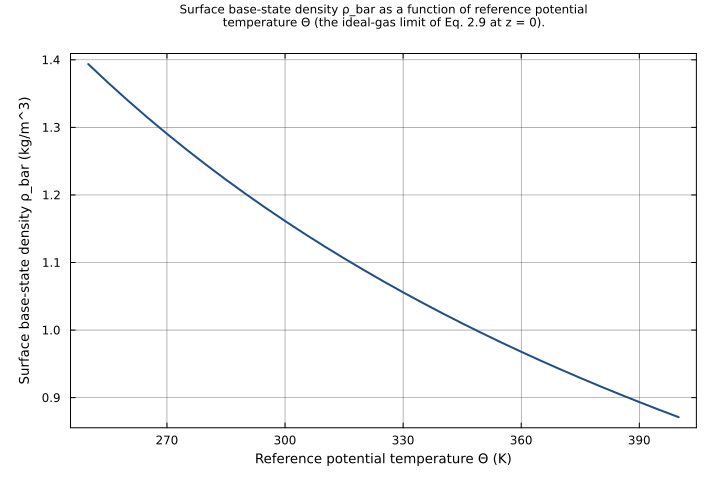 Surface base-state density ρ_bar as a function of reference potential
temperature Θ (the ideal-gas limit of Eq. 2.9 at z = 0).
Surface base-state density ρ_bar (kg/m^3)
1.4
1.3
1.2
1.1
1.0
0.9
270
300
330
360
390
Reference potential temperature Θ (K)